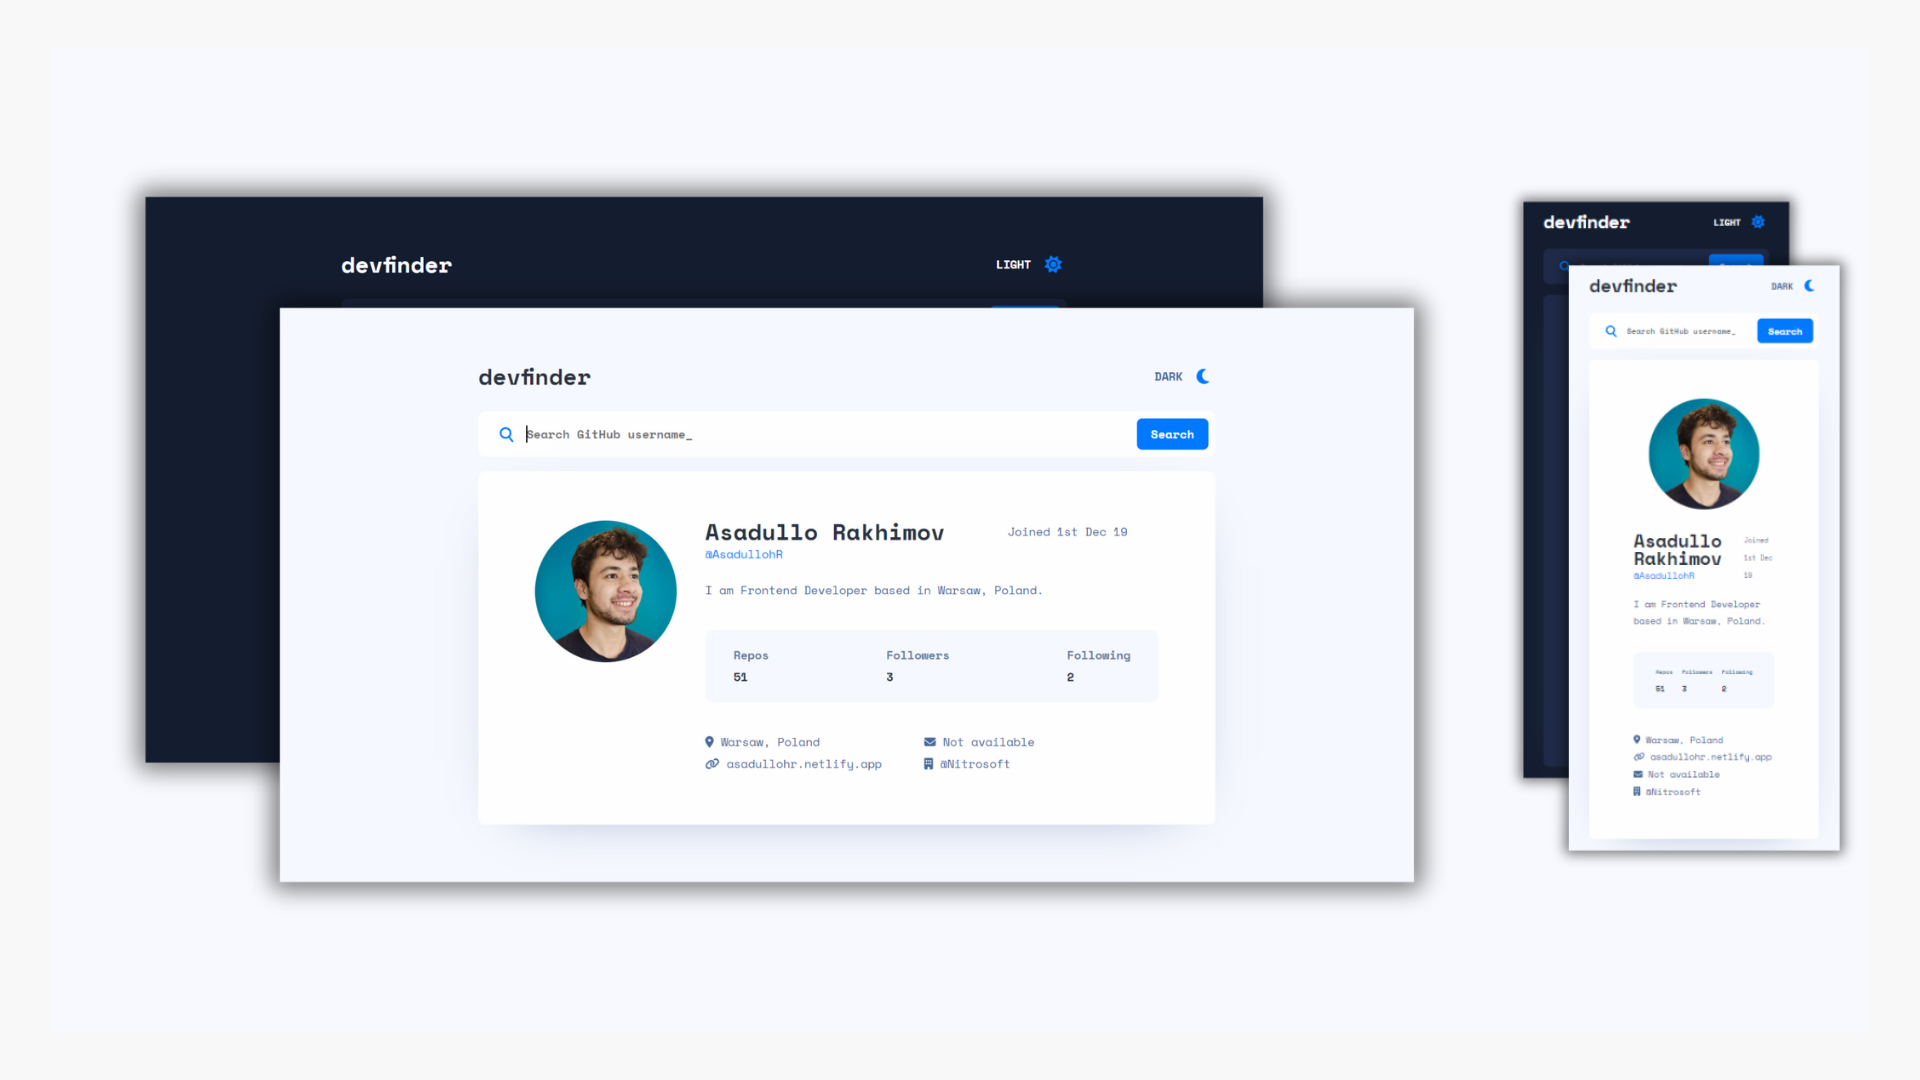 devfinder
LIGHT
devfinder
DARK
Search GitHub username_
Search
Asadullo Rakhimov
Joined 1st Dec 19
@AsadullohR
I am Frontend Developer based in Warsaw, Poland.
Repos
Followers
Following
51
3
2
Warsaw, Poland
Not available
asadullohr.netlify.app
@Nitrosoft
devfinder
LIGHT
devfinder
DARK
Search GitHub username_
Search
Asadullo
Rakhimov
Joined
1st Dec
19
@AsadullohR
I am Frontend Developer
based in Warsaw, Poland.
Repos
Followers
Following
51
3
2
Warsaw, Poland
asadullohr.netlify.app
Not available
@Nitrosoft